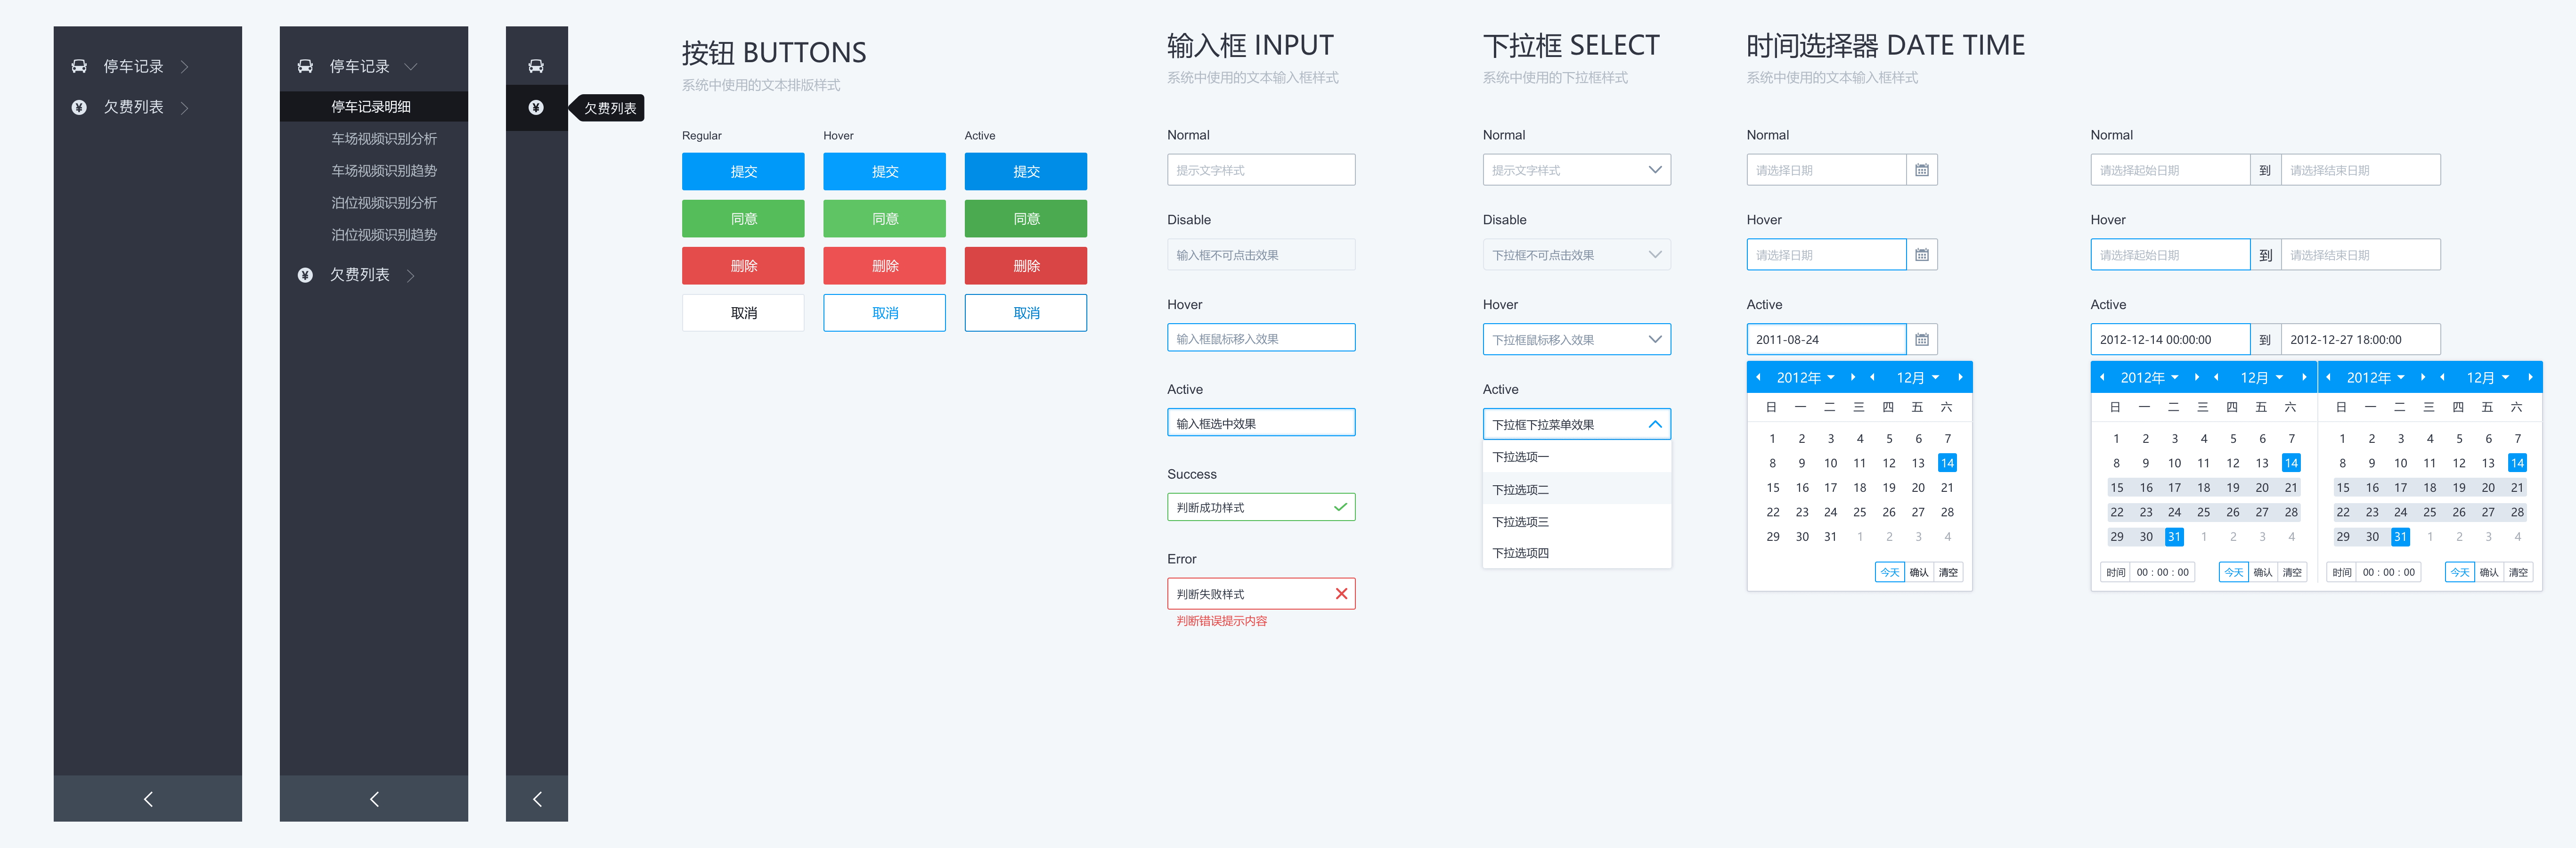 停车记录
欠费列表
停车记录
停车记录明细
车场视频识别分析
车场视频识别趋势
泊位视频识别分析
泊位视频识别趋势
欠费列表
欠费列表
按钮 BUTTONS
系统中使用的文本排版样式
Regular Hover Active
提交 提交 提交
同意 同意 同意
删除 删除 删除
取消 取消 取消
输入框 INPUT
系统中使用的文本输入框样式
Normal
提示文字样式
Disable
输入框不可点击效果
Hover
输入框鼠标移入效果
Active
输入框选中效果
Success
判断成功样式
Error
判断失败样式
判断错误提示内容
下拉框 SELECT
系统中使用的下拉框样式
Normal
提示文字样式
Disable
下拉框不可点击效果
Hover
下拉框鼠标移入效果
Active
下拉框下拉菜单效果
下拉选项一
下拉选项二
下拉选项三
下拉选项四
时间选择器 DATE TIME
系统中使用的文本输入框样式
Normal
请选择日期
Hover
请选择日期
Active
2011-08-24
2012年 12月
日 一 二 三 四 五 六
1 2 3 4 5 6 7
8 9 10 11 12 13 14
15 16 17 18 19 20 21
22 23 24 25 26 27 28
29 30 31 1 2 3 4
今天 确认 清空
Normal
请选择起始日期 到 请选择结束日期
Hover
请选择起始日期 到 请选择结束日期
Active
2012-12-14 00:00:00 到 2012-12-27 18:00:00
2012年 12月
日 一 二 三 四 五 六
1 2 3 4 5 6 7
8 9 10 11 12 13 14
15 16 17 18 19 20 21
22 23 24 25 26 27 28
29 30 31 1 2 3 4
时间 00 : 00 : 00 今天 确认 清空
2012年 12月
日 一 二 三 四 五 六
1 2 3 4 5 6 7
8 9 10 11 12 13 14
15 16 17 18 19 20 21
22 23 24 25 26 27 28
29 30 31 1 2 3 4
时间 00 : 00 : 00 今天 确认 清空